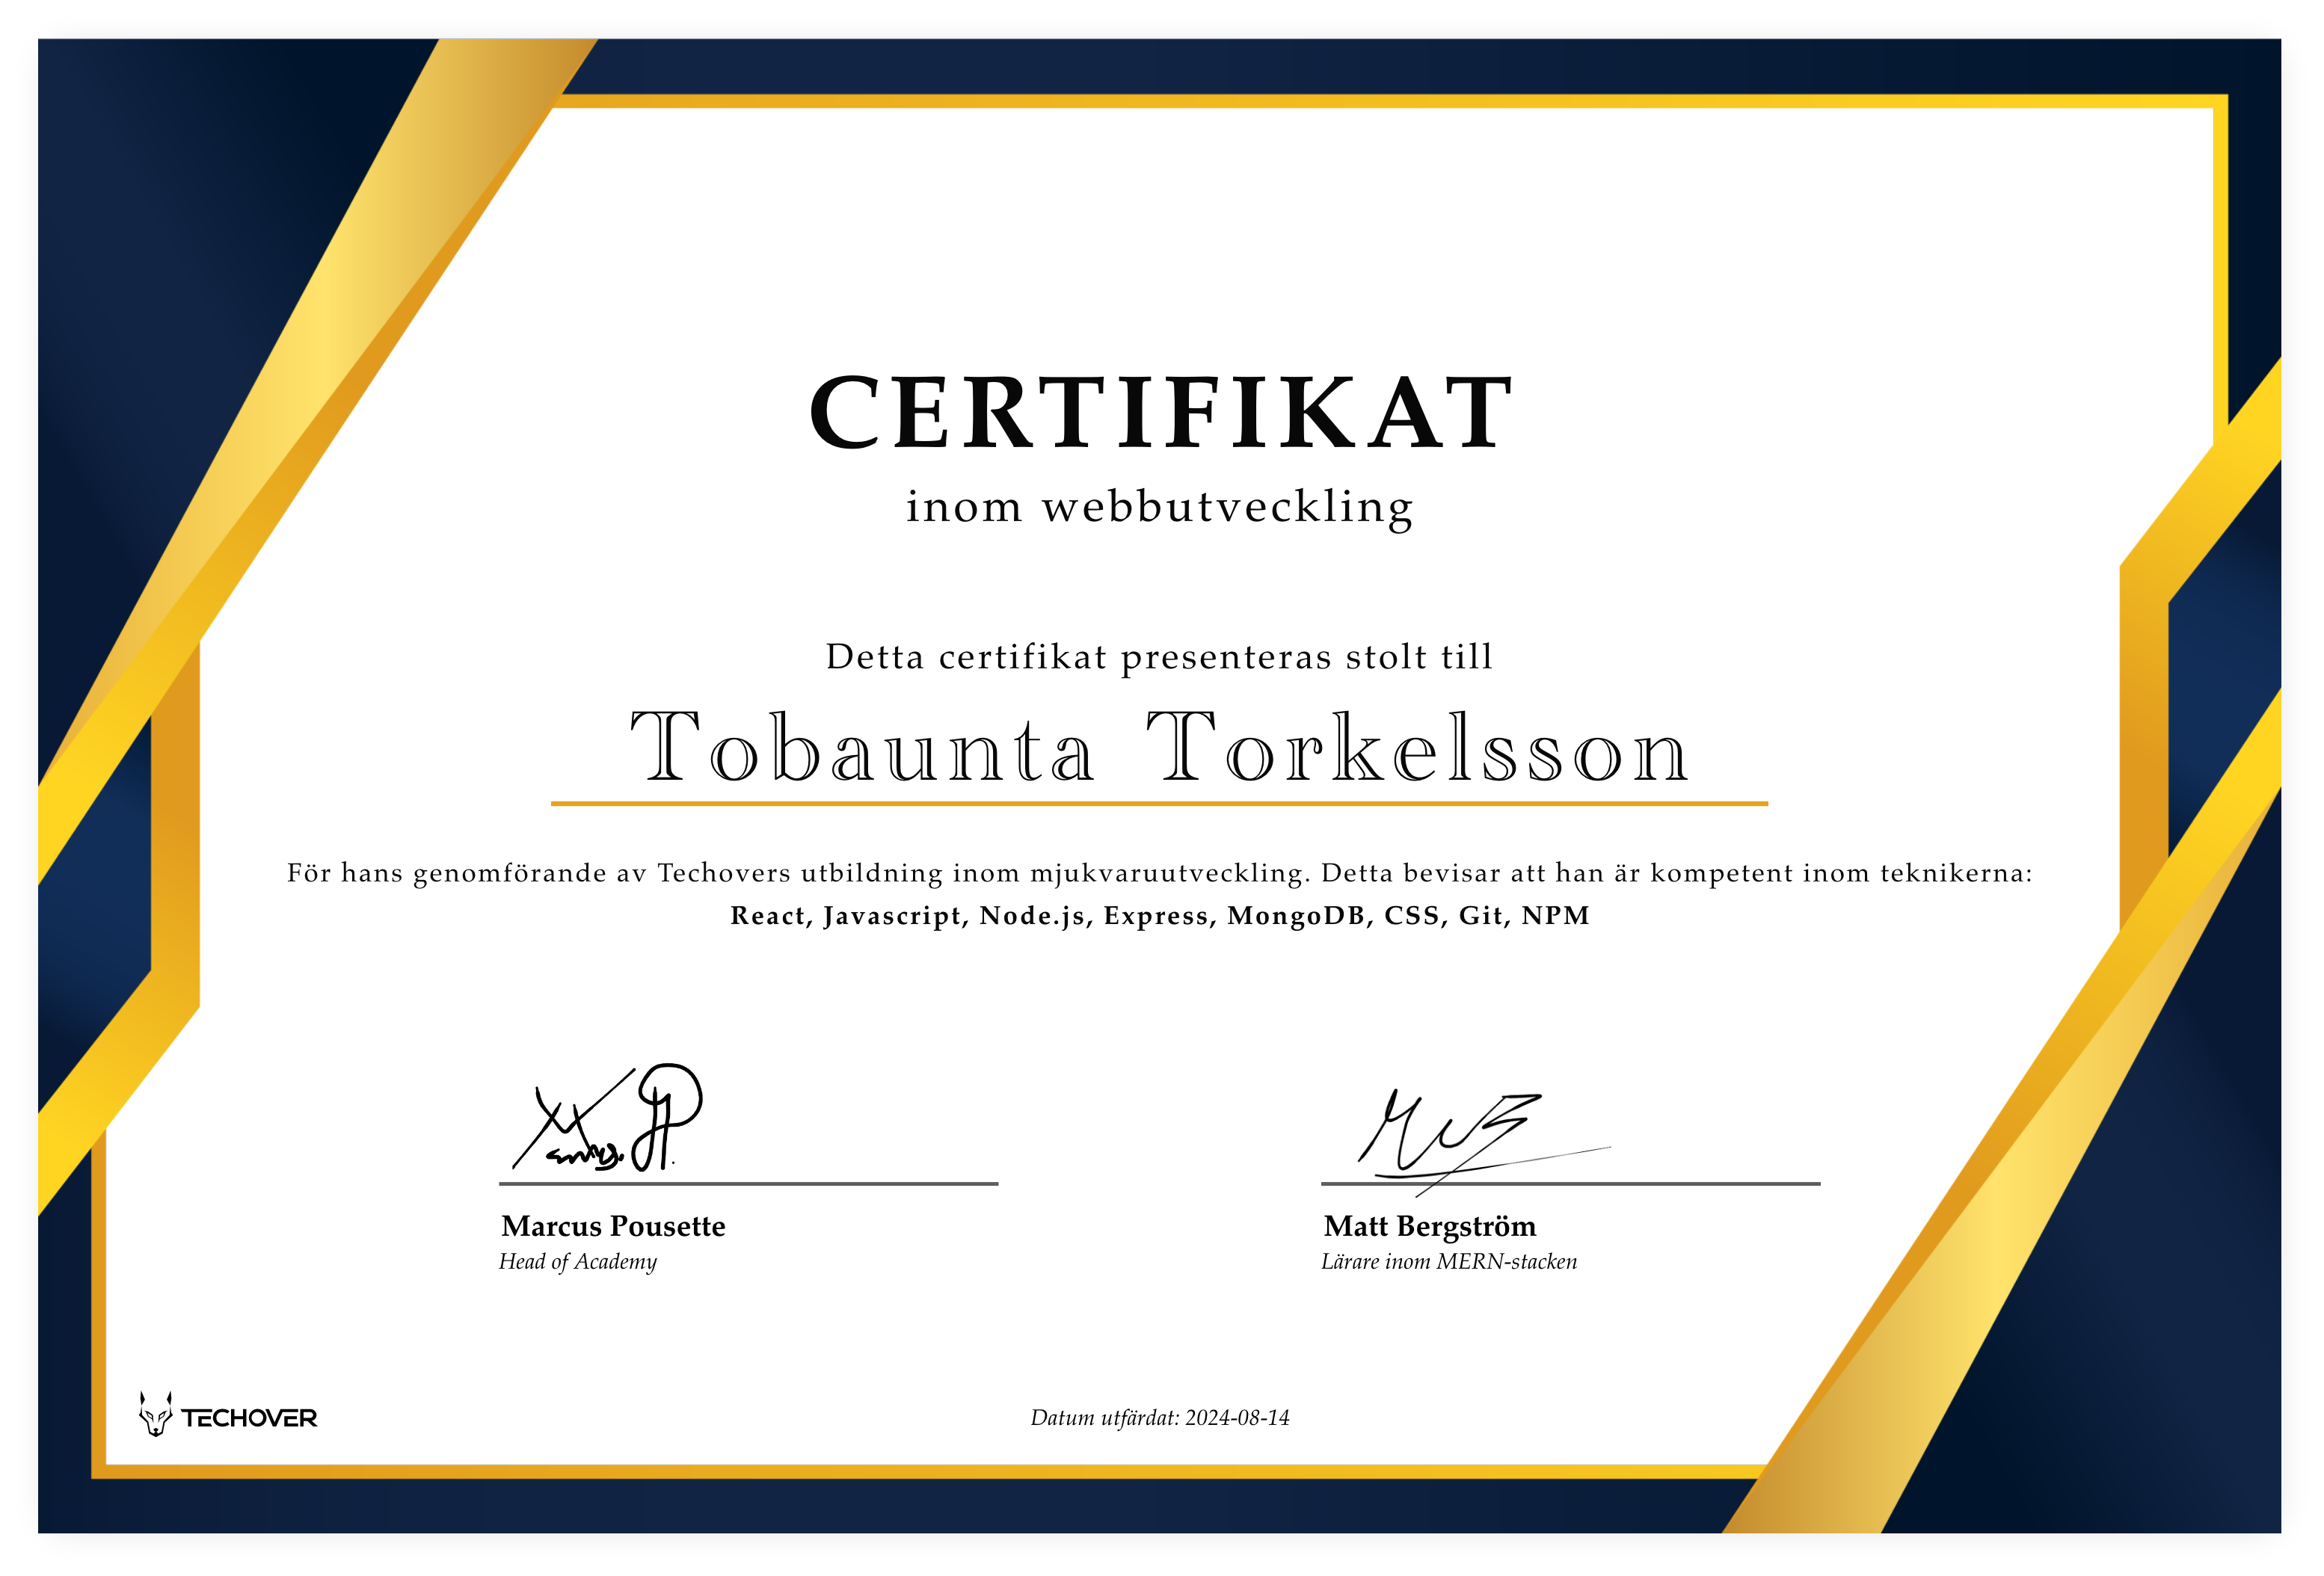 CERTIFIKAT
inom webbutveckling
Detta certifikat presenteras stolt till
Tobaunta Torkelsson
För hans genomförande av Techovers utbildning inom mjukvaruutveckling. Detta bevisar att han är kompetent inom teknikerna:
React, Javascript, Node.js, Express, MongoDB, CSS, Git, NPM
Marcus Pousette
Head of Academy
Matt Bergström
Lärare inom MERN-stacken
TECHOVER
Datum utfärdat: 2024-08-14